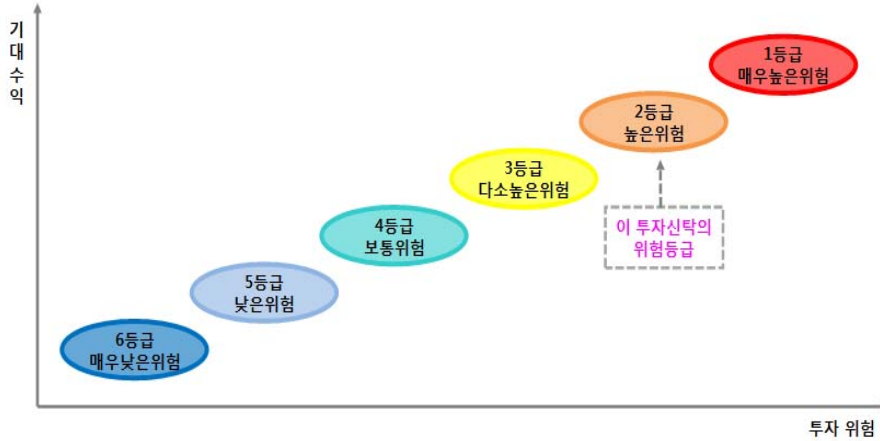 기대수익
1등급
매우높은위험
2등급
높은위험
3등급
다소높은위험
이 투자신탁의
위험등급
4등급
보통위험
5등급
낮은위험
6등급
매우낮은위험
투자 위험